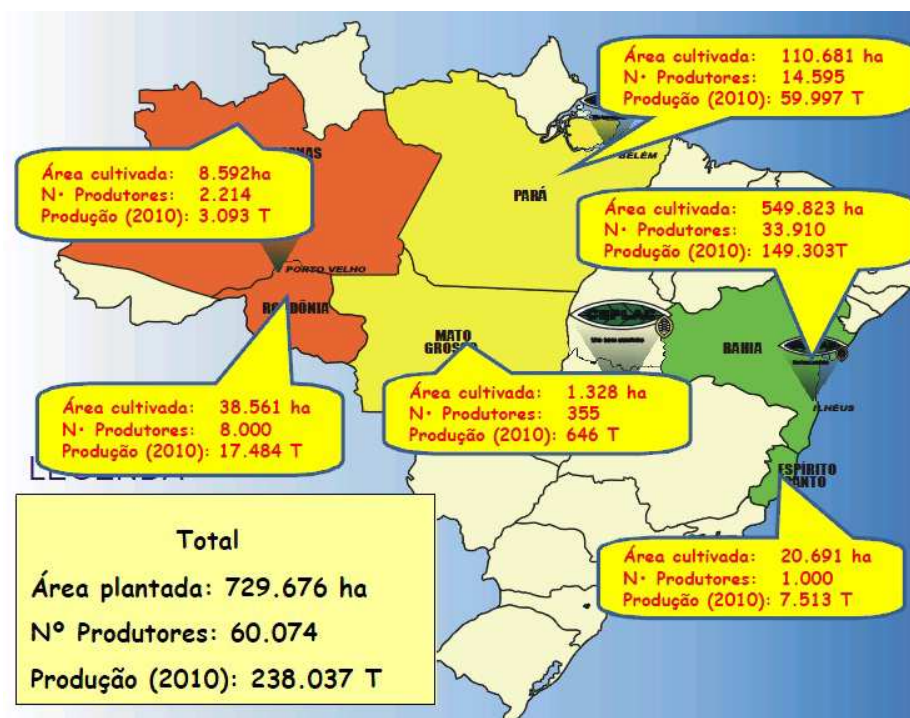 Área cultivada: 110.681 ha
N• Produtores: 14.595
Produção (2010): 59.997 T
BELÉM
PARÁ
Área cultivada: 8.592ha
N• Produtores: 2.214
Produção (2010): 3.093 T
Área cultivada: 549.823 ha
N• Produtores: 33.910
Produção (2010): 149.303T
PORTO VELHO
MATO
CEPLAC
BAHIA
ILHÉUS
Área cultivada: 38.561 ha
N• Produtores: 8.000
Produção (2010): 17.484 T
Área cultivada: 1.328 ha
N• Produtores: 355
Produção (2010): 646 T
ESPÍRITO
Área cultivada: 20.691 ha
N• Produtores: 1.000
Produção (2010): 7.513 T
Total
Área plantada: 729.676 ha
Nº Produtores: 60.074
Produção (2010): 238.037 T